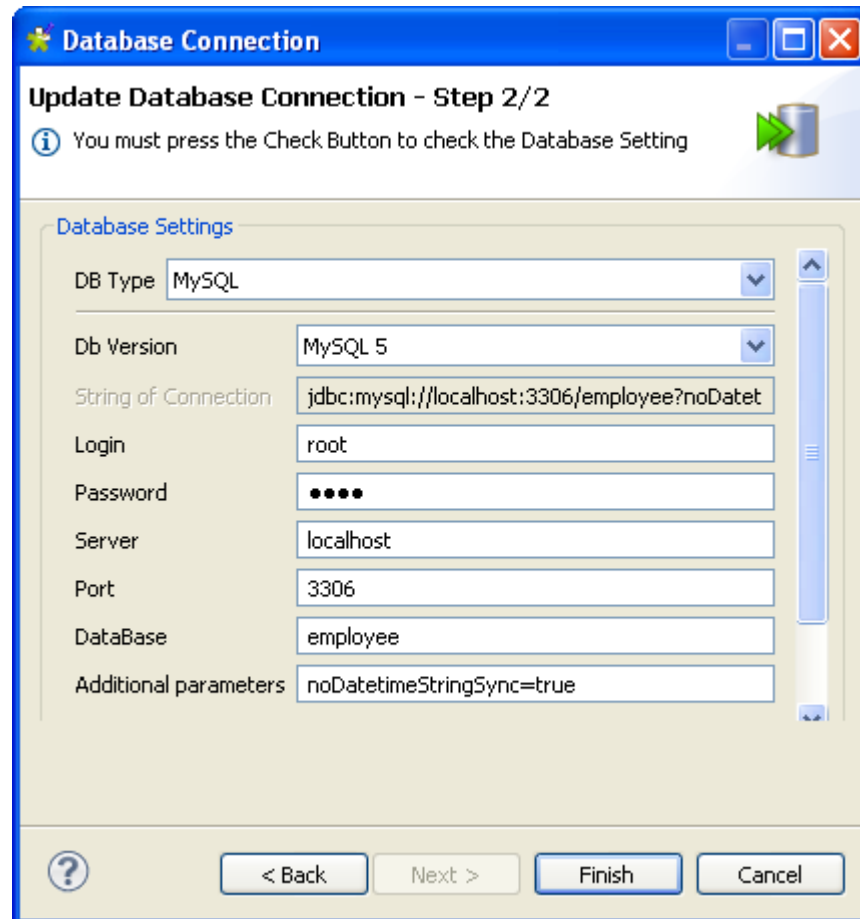 Database Connection
Update Database Connection - Step 2/2
You must press the Check Button to check the Database Setting
Database Settings
DB Type MySQL
Db Version MySQL 5
String of Connection jdbc:mysql://localhost:3306/employee?noDatet
Login root
Password ••••
Server localhost
Port 3306
DataBase employee
Additional parameters noDatetimeStringSync=true
? < Back Next > Finish Cancel